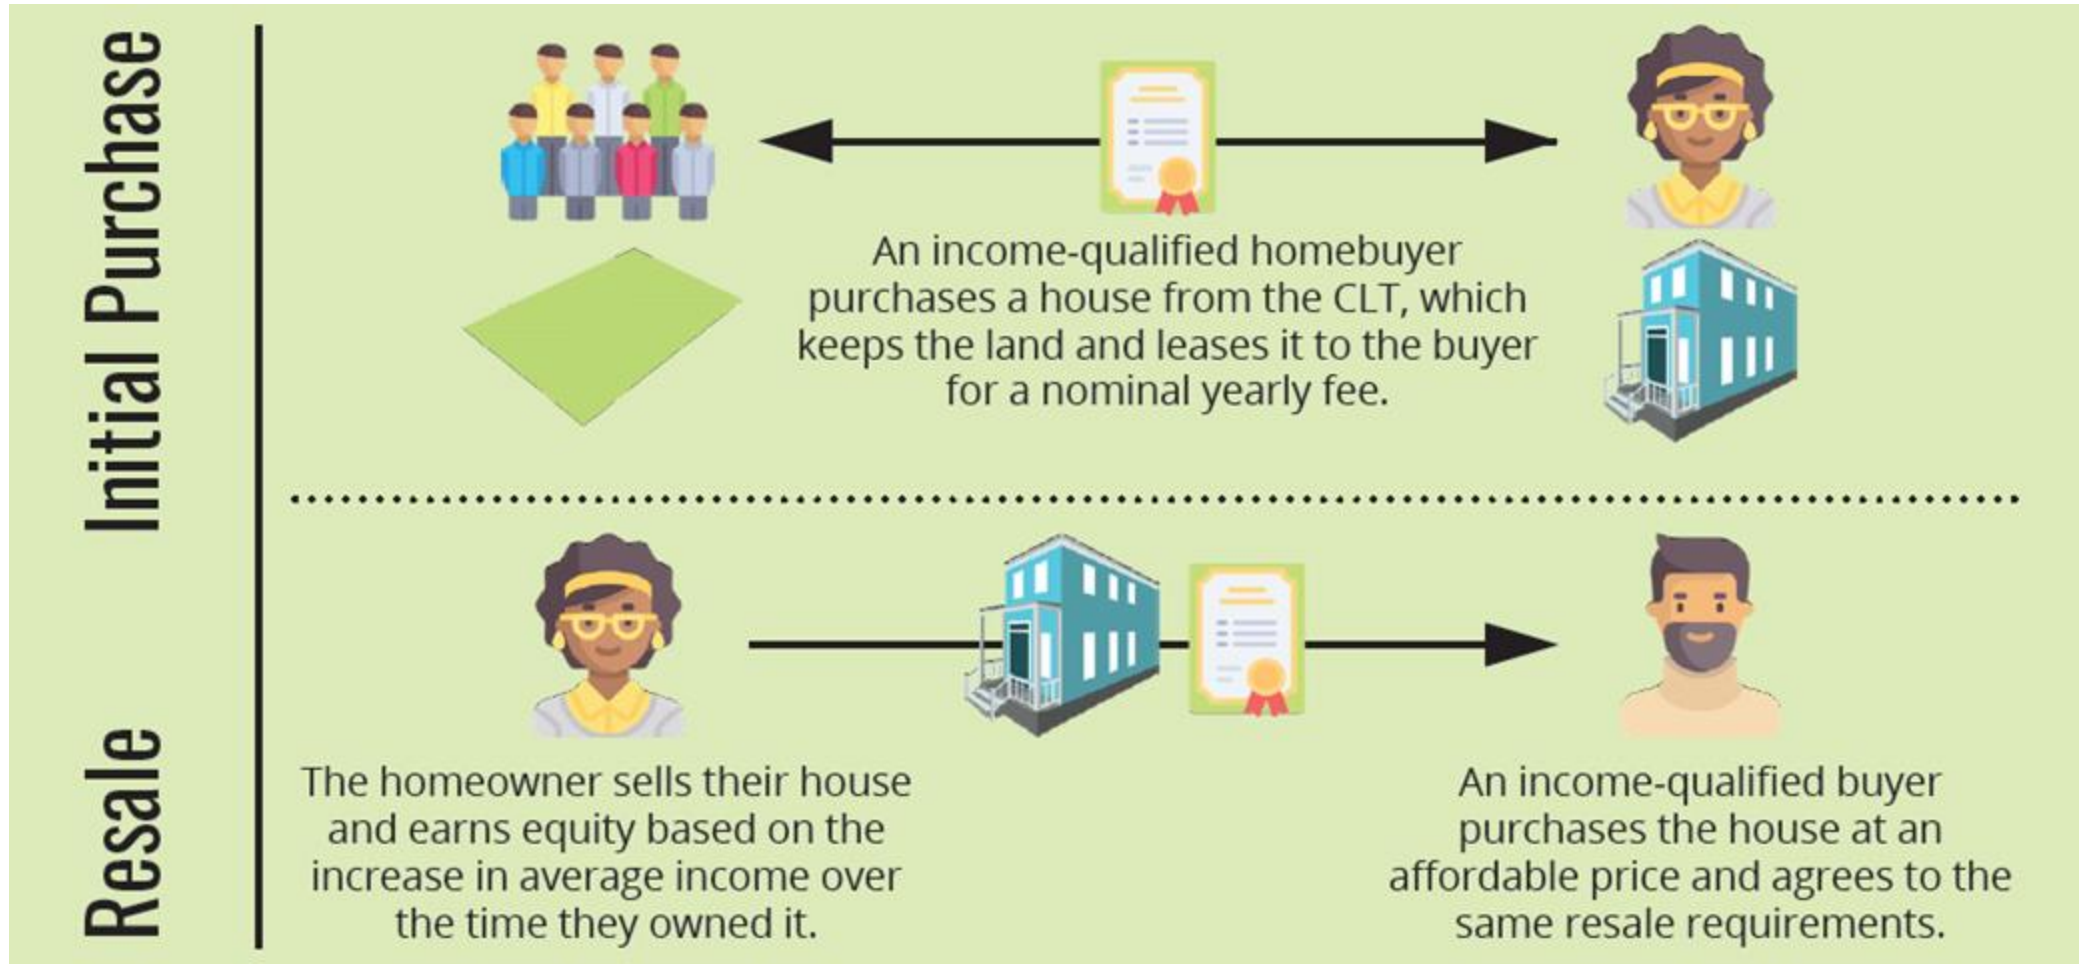 Initial Purchase
An income-qualified homebuyer
purchases a house from the CLT, which
keeps the land and leases it to the buyer
for a nominal yearly fee.
Resale
The homeowner sells their house
and earns equity based on the
increase in average income over
the time they owned it.
An income-qualified buyer
purchases the house at an
affordable price and agrees to the
same resale requirements.